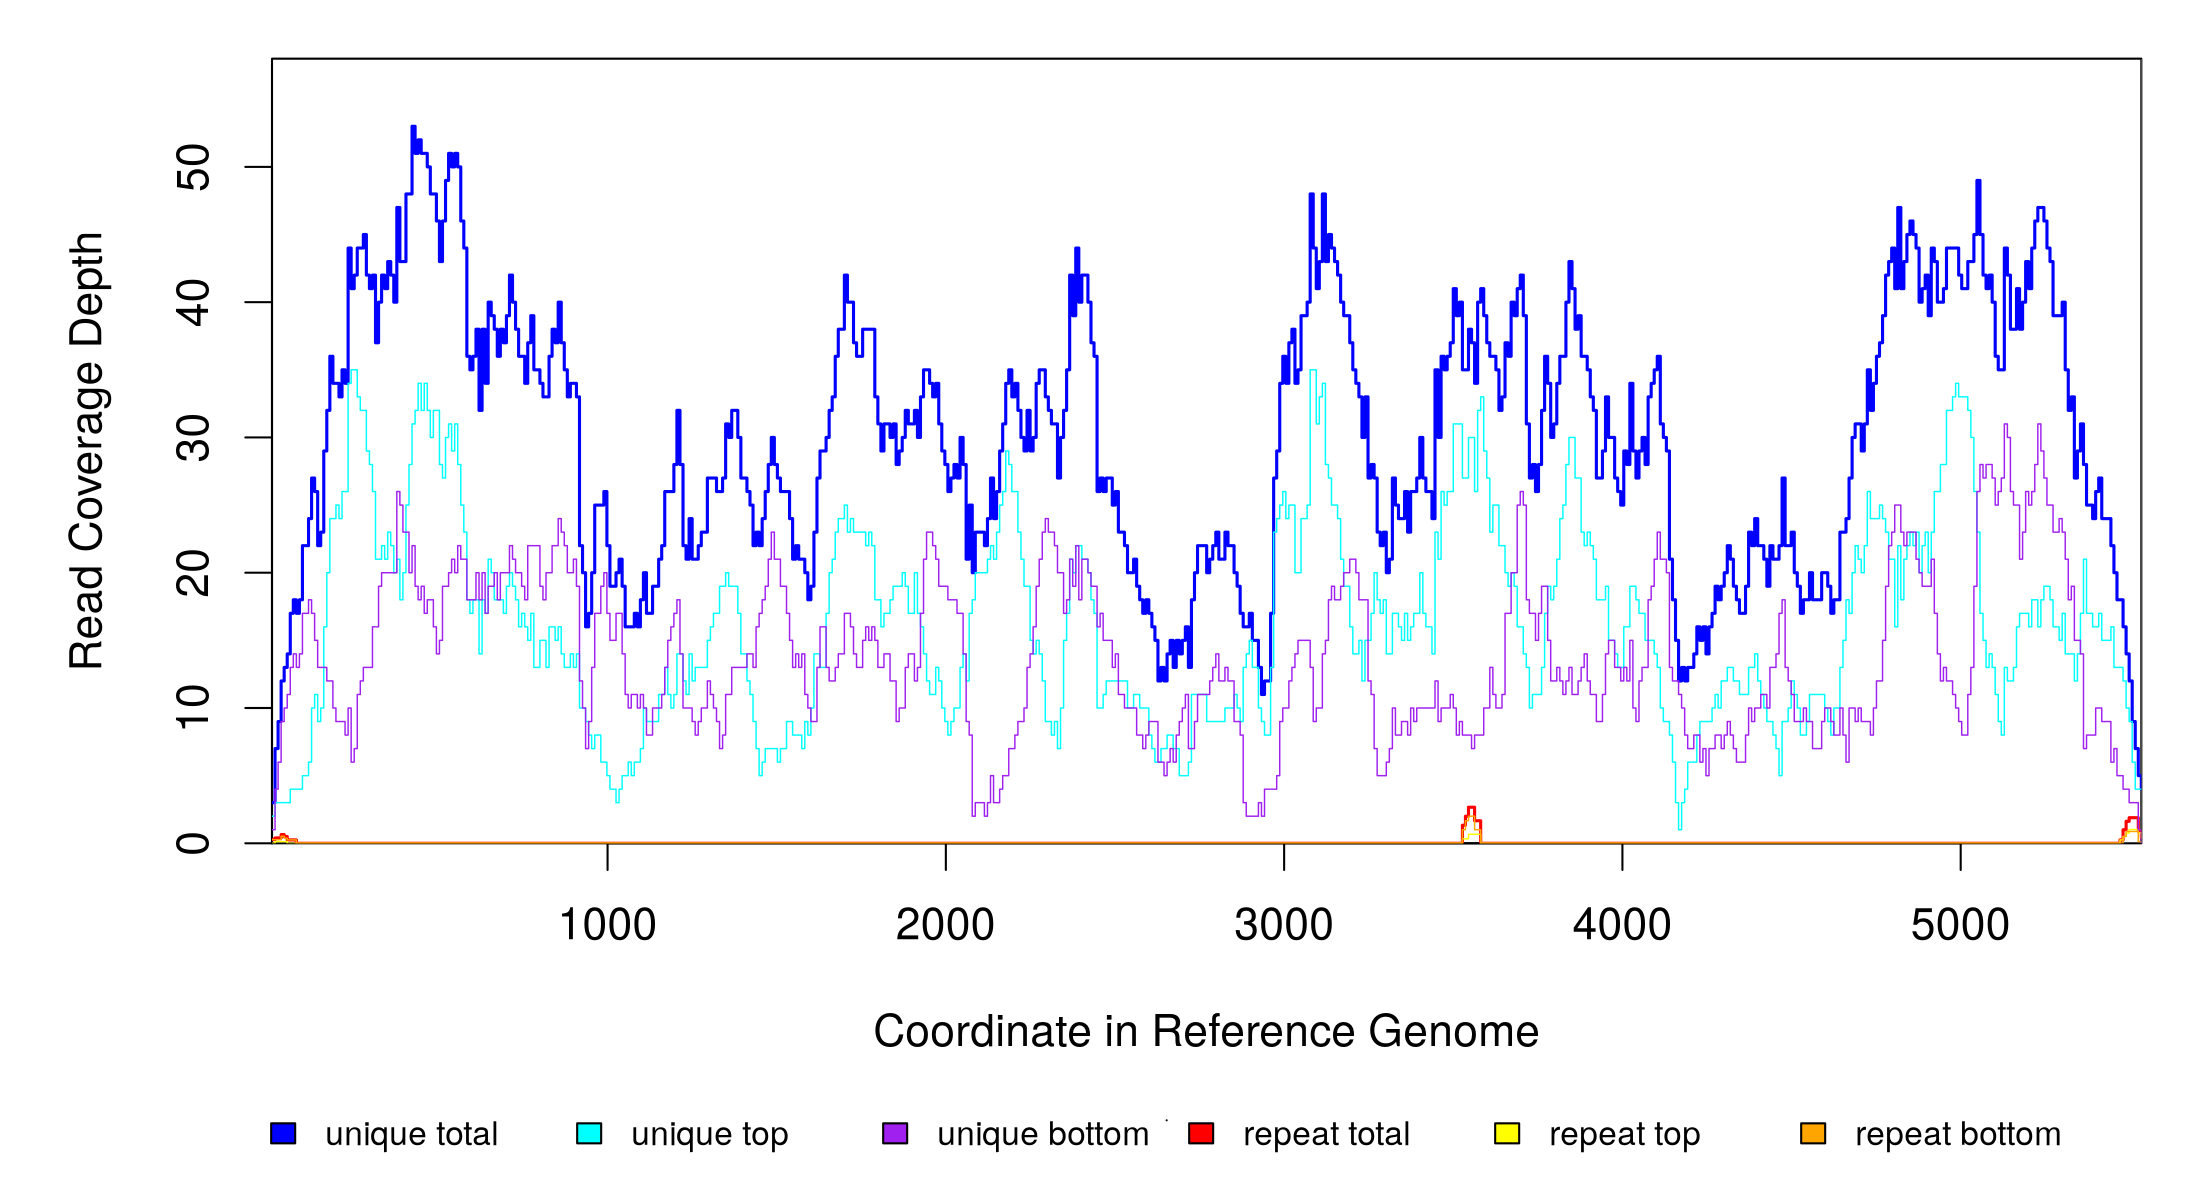 Read Coverage Depth
50
40
30
20
10
0
1000 2000 3000 4000 5000
Coordinate in Reference Genome
unique total unique top unique bottom repeat total repeat top repeat bottom